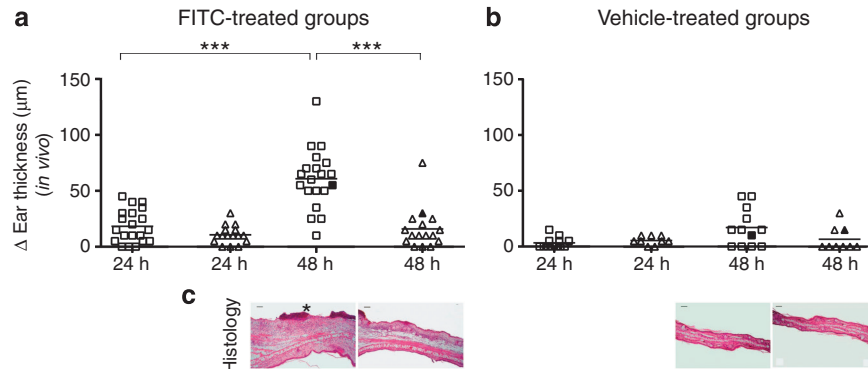 a
FITC-treated groups
***
***
Δ Ear thickness (μm)
(in vivo)
150
100
50
0
24 h
24 h
48 h
48 h
b
Vehicle-treated groups
150
100
50
0
24 h
24 h
48 h
48 h
c
Histology
*